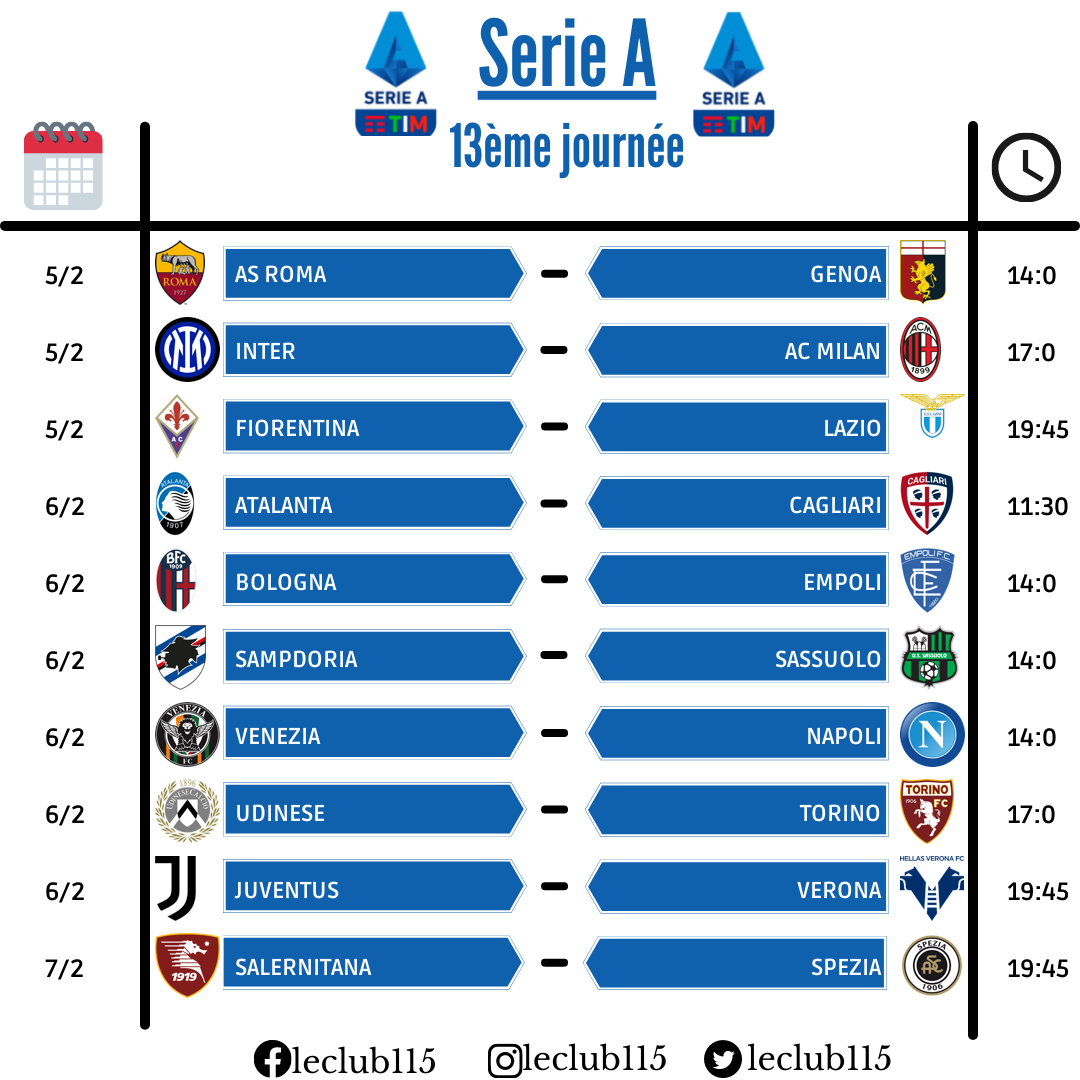 Serie A
SERIE A
TIM
SERIE A
TIM
13ème journée
5/2 ROMA 1927 AS ROMA - GENOA 14:0
5/2 INTER - AC MILAN ACM 1899 17:0
5/2 AC FIORENTINA - LAZIO 19:45
6/2 ATALANTA 1907 ATALANTA - CAGLIARI CAGLIARI 11:30
6/2 BFC 1909 BOLOGNA - EMPOLI EMPOLI F.C. 14:0
6/2 SAMPDORIA - SASSUOLO U.S. SASSUOLO 14:0
6/2 VENEZIA FC VENEZIA - NAPOLI N 14:0
6/2 1896 UDINESE CALCIO UDINESE - TORINO TORINO 1906 FC 17:0
6/2 JUVENTUS - VERONA HELLAS VERONA FC 19:45
7/2 1919 SALERNITANA - SPEZIA SPEZIA 1906 19:45
leclub115 leclub115 leclub115